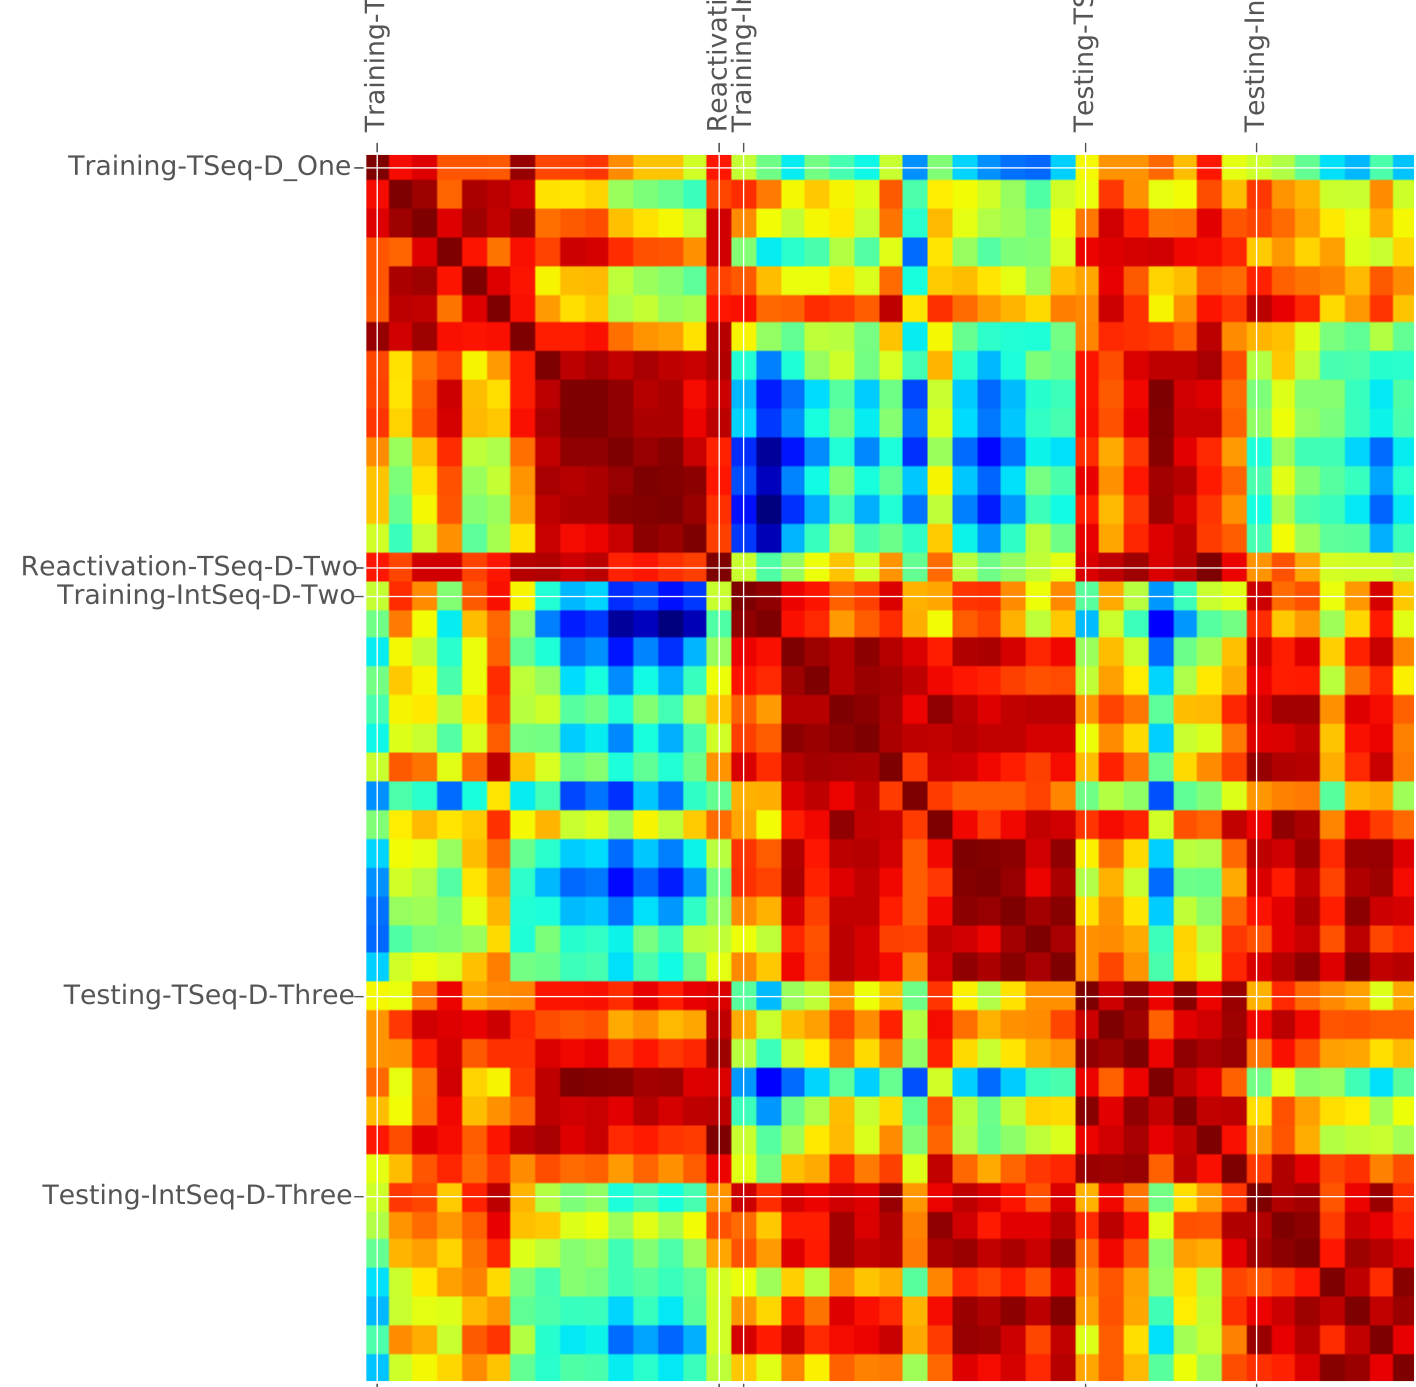 Training-TSeq-D_One
Reactivation-TSeq-D-Two
Training-IntSeq-D-Two
Testing-TSeq-D-Three
Testing-IntSeq-D-Three
Training-T
Reactivati
Training-I
Testing-TS
Testing-In